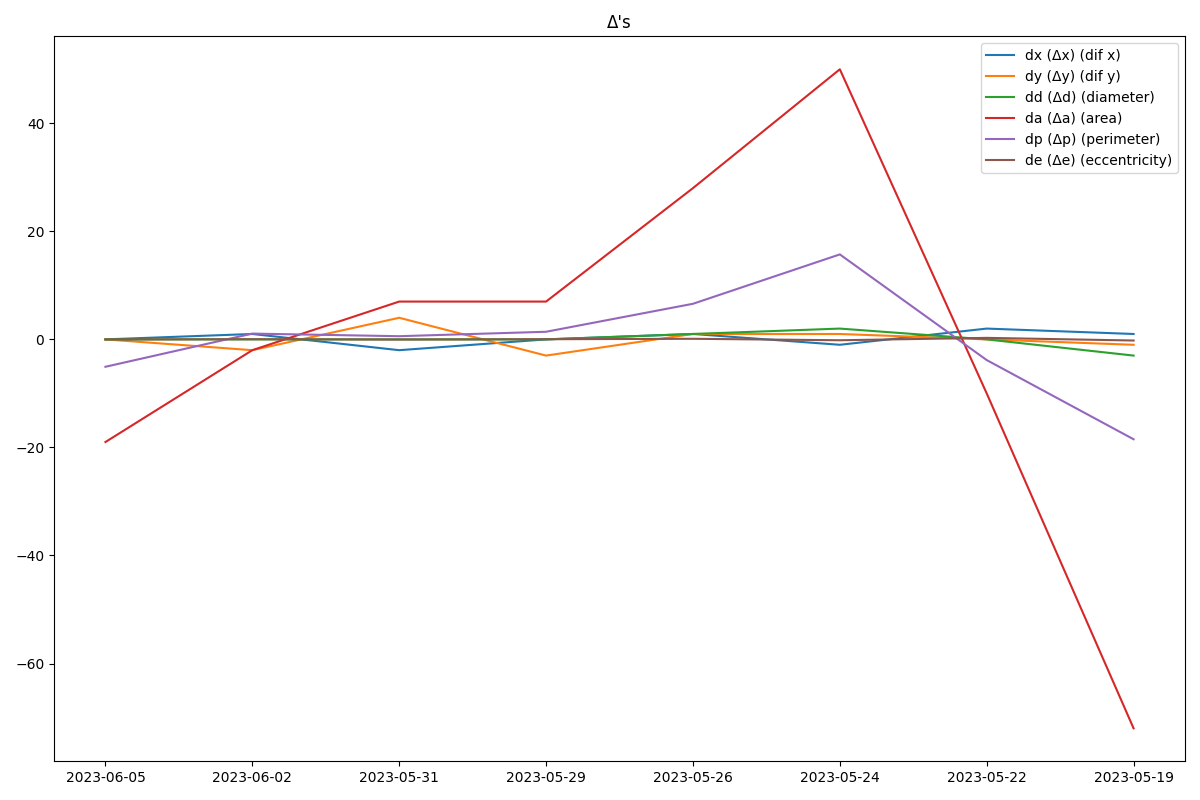 Δ's
dx (Δx) (dif x)
dy (Δy) (dif y)
dd (Δd) (diameter)
da (Δa) (area)
dp (Δp) (perimeter)
de (Δe) (eccentricity)
40
20
0
−20
−40
−60
2023-06-05 2023-06-02 2023-05-31 2023-05-29 2023-05-26 2023-05-24 2023-05-22 2023-05-19